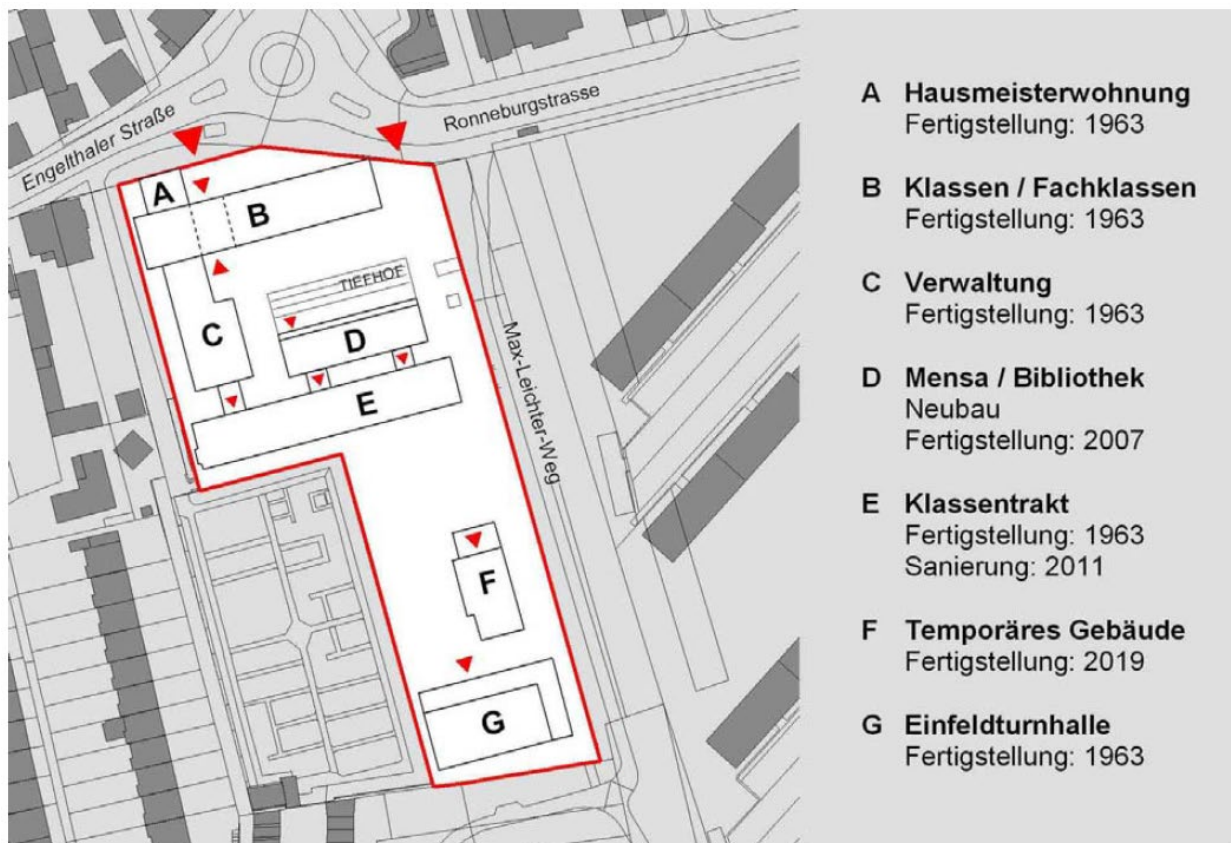 Engelthaler Straße
Ronneburgstrasse
A
B
TIEFHOF
C
D
Max-Leichter-Weg
E
F
G
A Hausmeisterwohnung
Fertigstellung: 1963
B Klassen / Fachklassen
Fertigstellung: 1963
C Verwaltung
Fertigstellung: 1963
D Mensa / Bibliothek
Neubau
Fertigstellung: 2007
E Klassentrakt
Fertigstellung: 1963
Sanierung: 2011
F Temporäres Gebäude
Fertigstellung: 2019
G Einfeldturnhalle
Fertigstellung: 1963